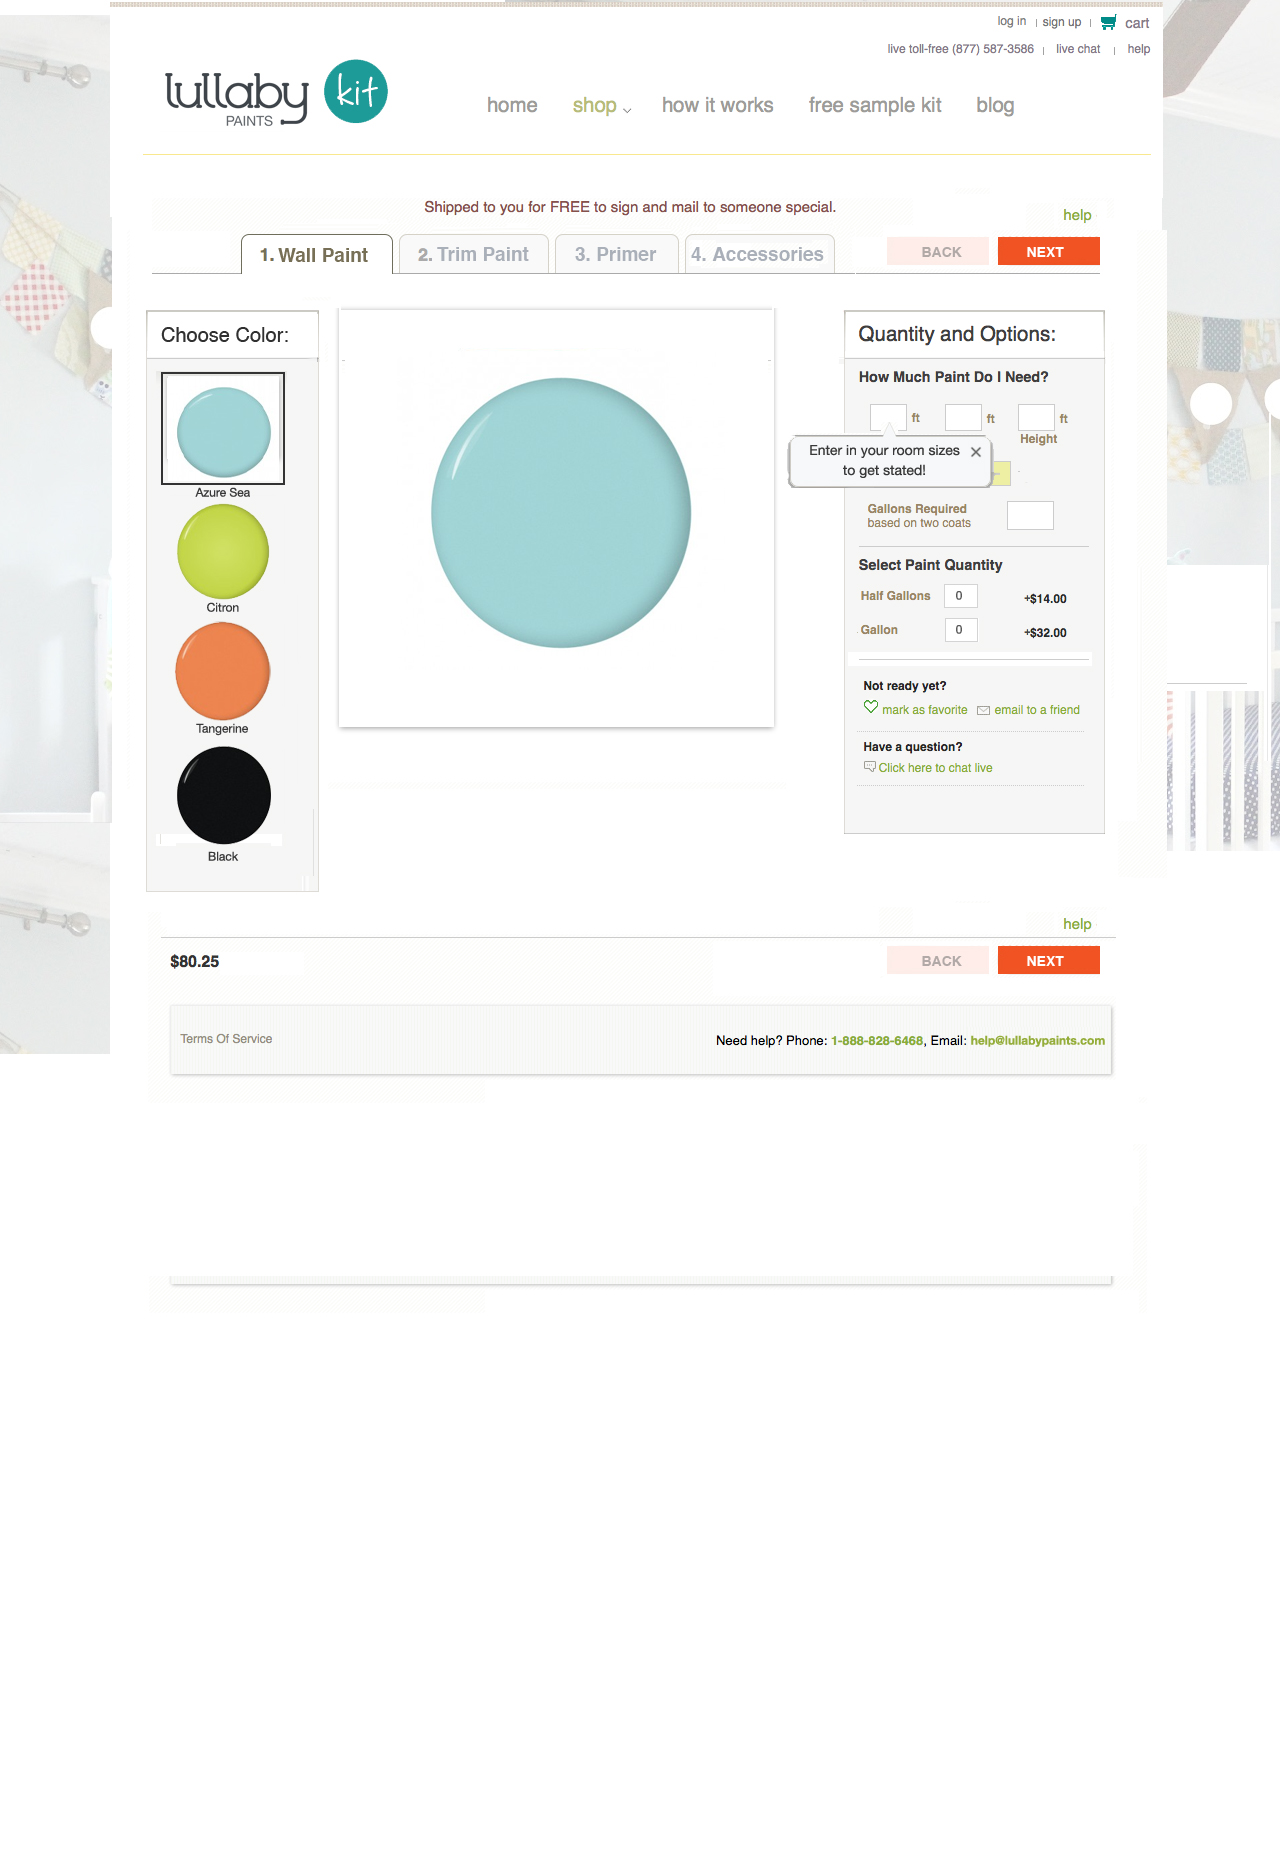 log in | sign up | cart
live toll-free (877) 587-3586 | live chat | help
lullaby PAINTS kit
home shop how it works free sample kit blog
Shipped to you for FREE to sign and mail to someone special.
help
1. Wall Paint 2. Trim Paint 3. Primer 4. Accessories BACK NEXT
Choose Color:
Azure Sea
Citron
Tangerine
Black
Quantity and Options:
How Much Paint Do I Need?
ft ft ft
Height
Enter in your room sizes
to get stated!
Gallons Required
based on two coats
Select Paint Quantity
Half Gallons 0 +$14.00
Gallon 0 +$32.00
Not ready yet?
mark as favorite email to a friend
Have a question?
Click here to chat live
help
$80.25 BACK NEXT
Terms Of Service Need help? Phone: 1-888-828-6468, Email: help@lullabypaints.com